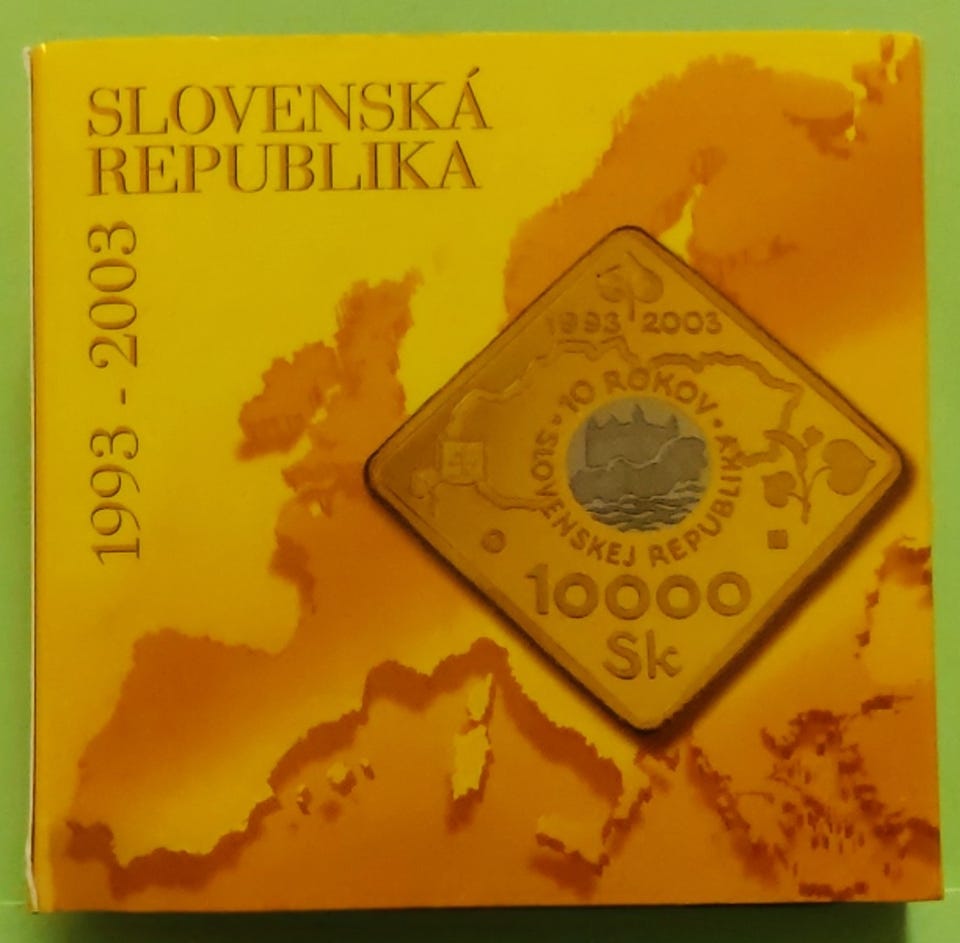 SLOVENSKÁ
REPUBLIKA
1993 - 2003
1993 2003
• 10 ROKOV •
SLOVENSKEJ REPUBLIKY
10000
Sk